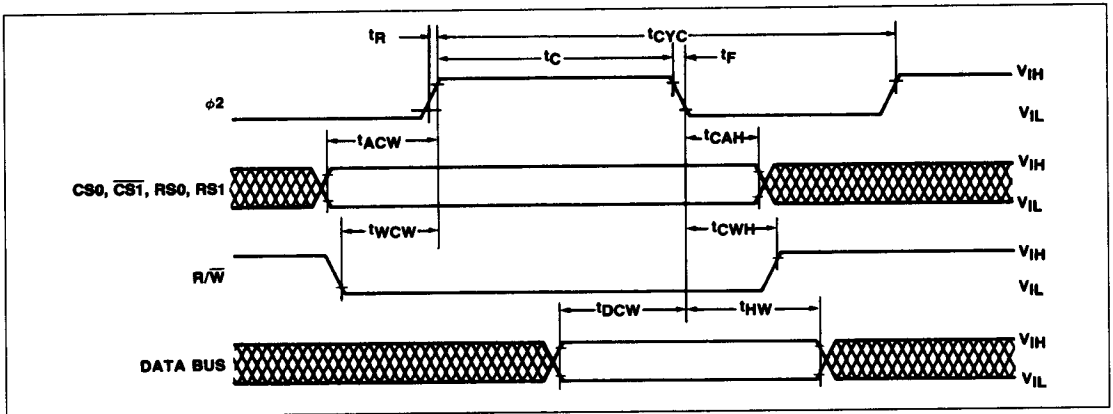 tR
tCYC
tC
tF
φ2
VIH
VIL
tACW
tCAH
CS0, C̅S̅1̅, RS0, RS1
VIH
VIL
tWCW
tCWH
R/W̅
VIH
VIL
tDCW
tHW
DATA BUS
VIH
VIL